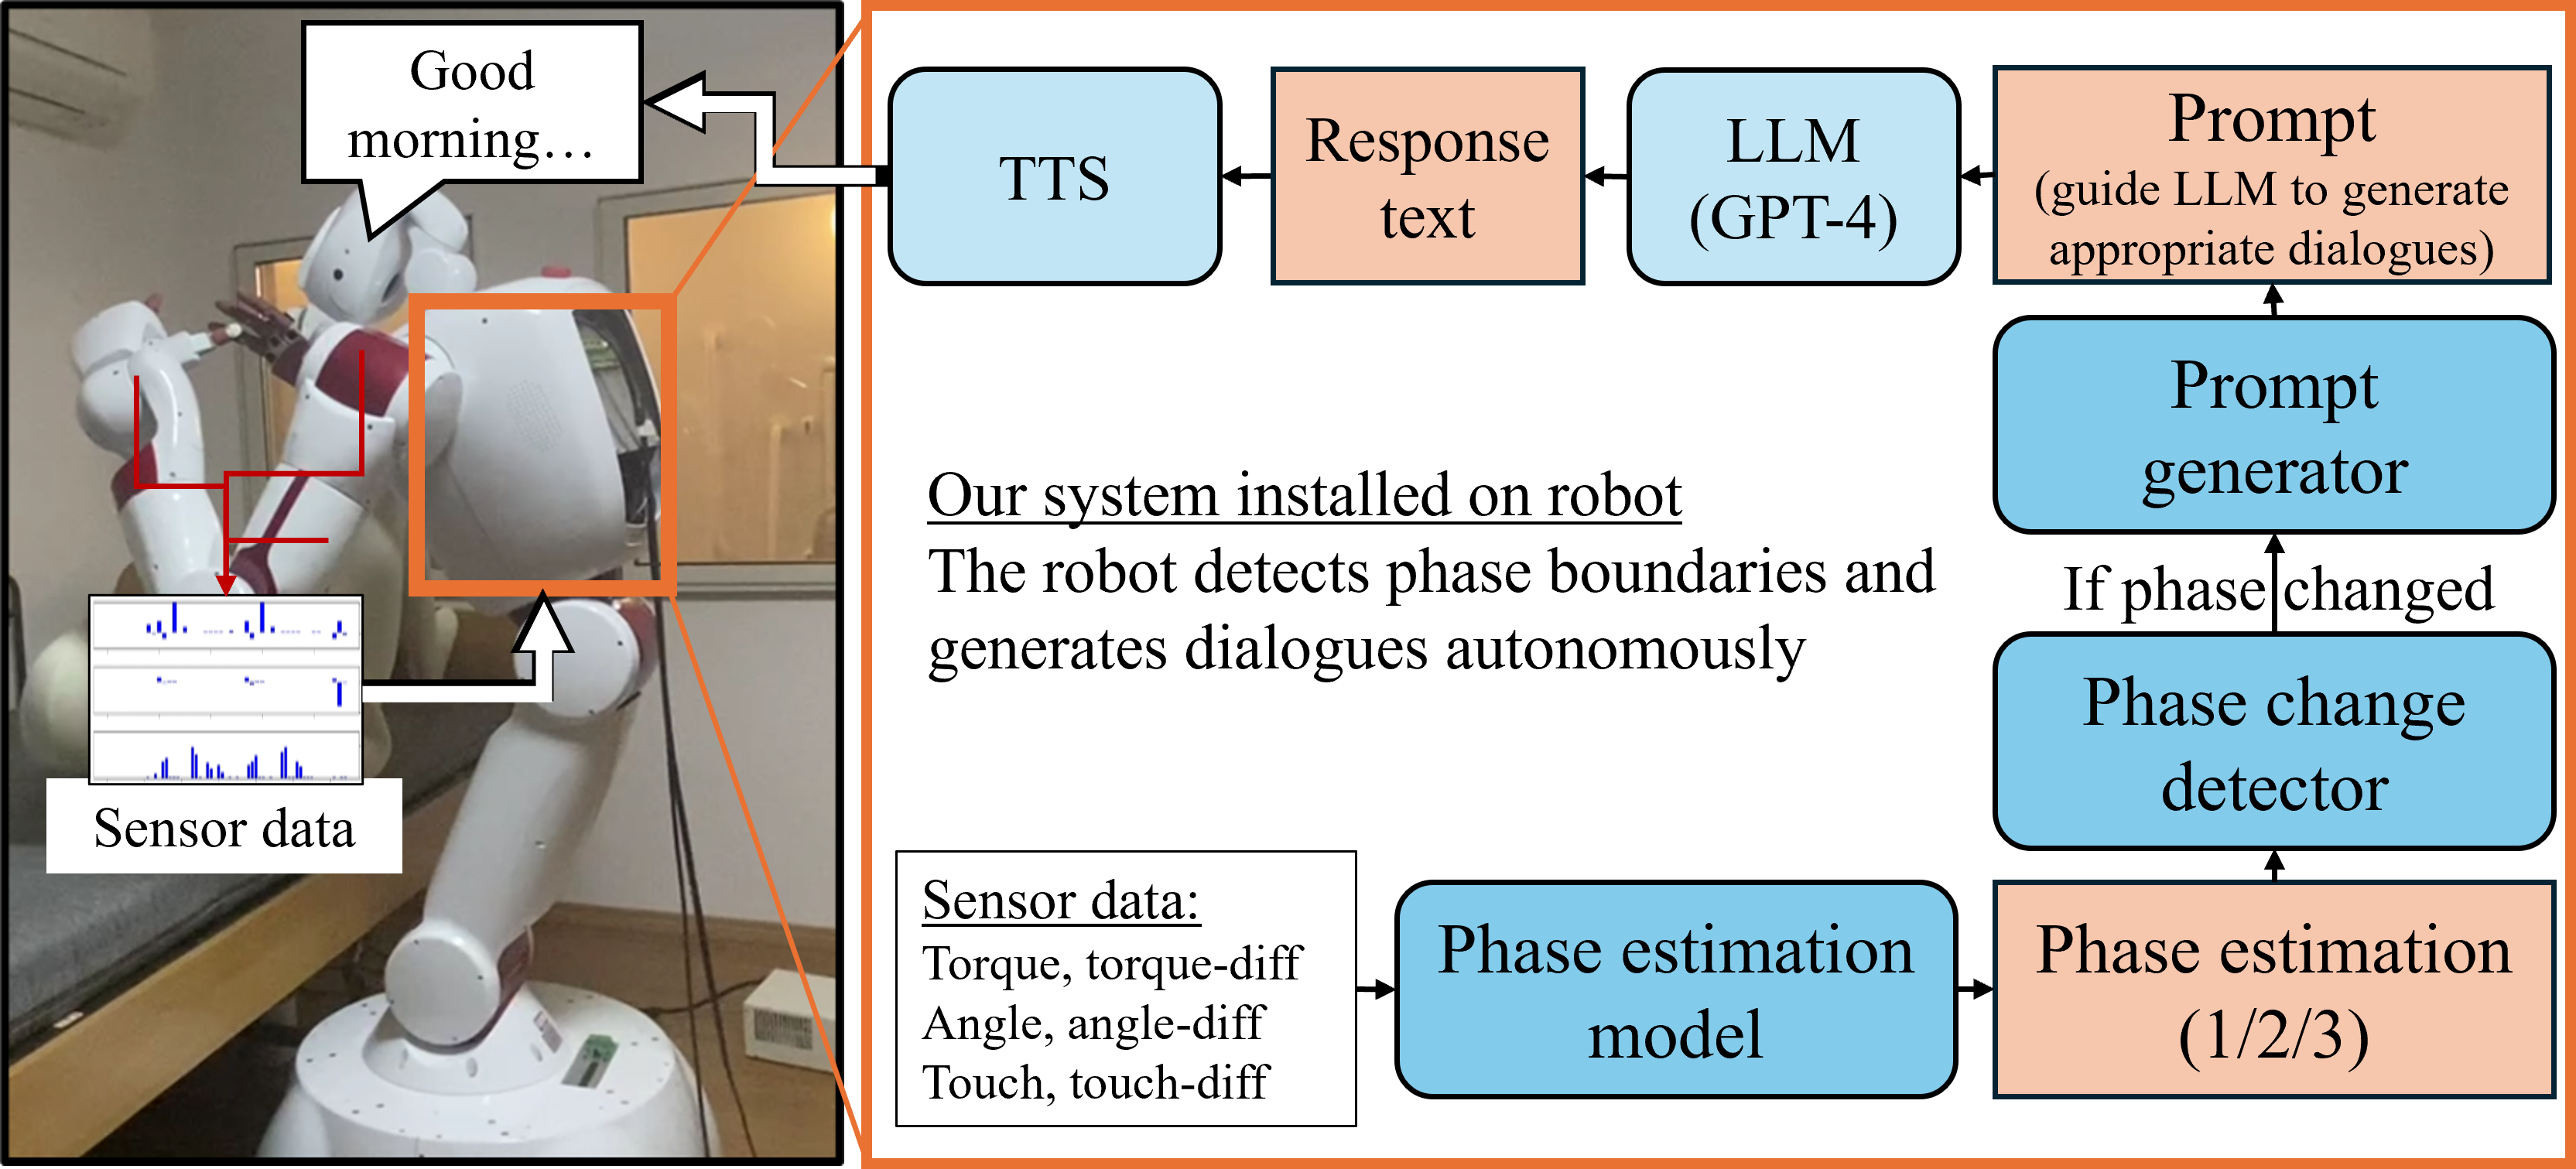 Good
morning…
Sensor data
TTS
Response
text
LLM
(GPT-4)
Prompt
(guide LLM to generate
appropriate dialogues)
Prompt
generator
If phase changed
Phase change
detector
Our system installed on robot
The robot detects phase boundaries and
generates dialogues autonomously
Sensor data:
Torque, torque-diff
Angle, angle-diff
Touch, touch-diff
Phase estimation
model
Phase estimation
(1/2/3)